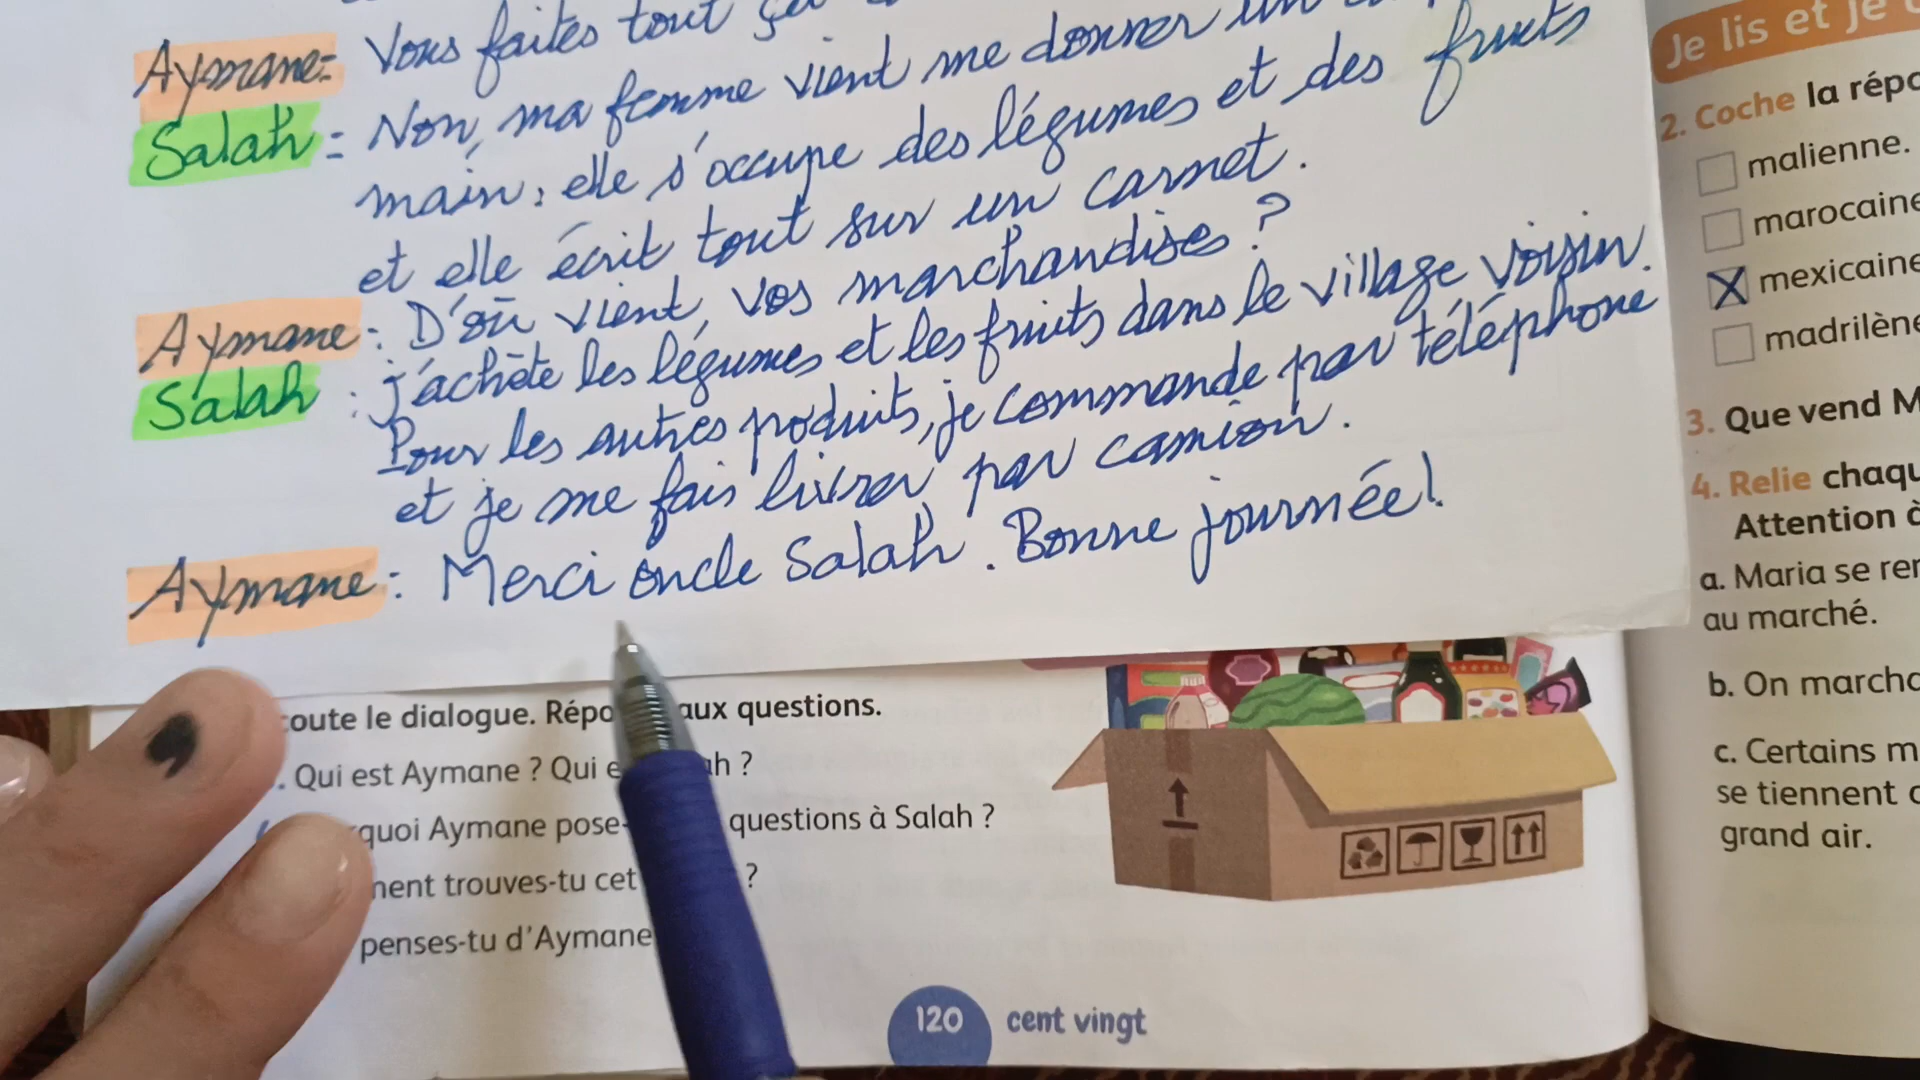 Aymane: Vous faites tout ça
Salah: Non, ma femme vient me donner un
main: elle s'occupe des légumes et des fruits
et elle écrit tout sur un carnet.
Aymane: D'où vient, vos marchandises?
Salah: j'achète les légumes et les fruits dans le village voisin.
Pour les autres produits, je commande par téléphone
et je me fais livrer par camion.
Aymane: Merci oncle Salah. Bonne journée!
coute le dialogue. Répo aux questions.
. Qui est Aymane ? Qui e ah ?
quoi Aymane pose- questions à Salah ?
ment trouves-tu cet ?
penses-tu d'Aymane
120 cent vingt
Je lis et je
2. Coche la répo
malienne.
marocaine
mexicaine
madrilène
3. Que vend M
4. Relie chaqu
Attention à
a. Maria se ren
au marché.
b. On marcha
c. Certains m
se tiennent
grand air.